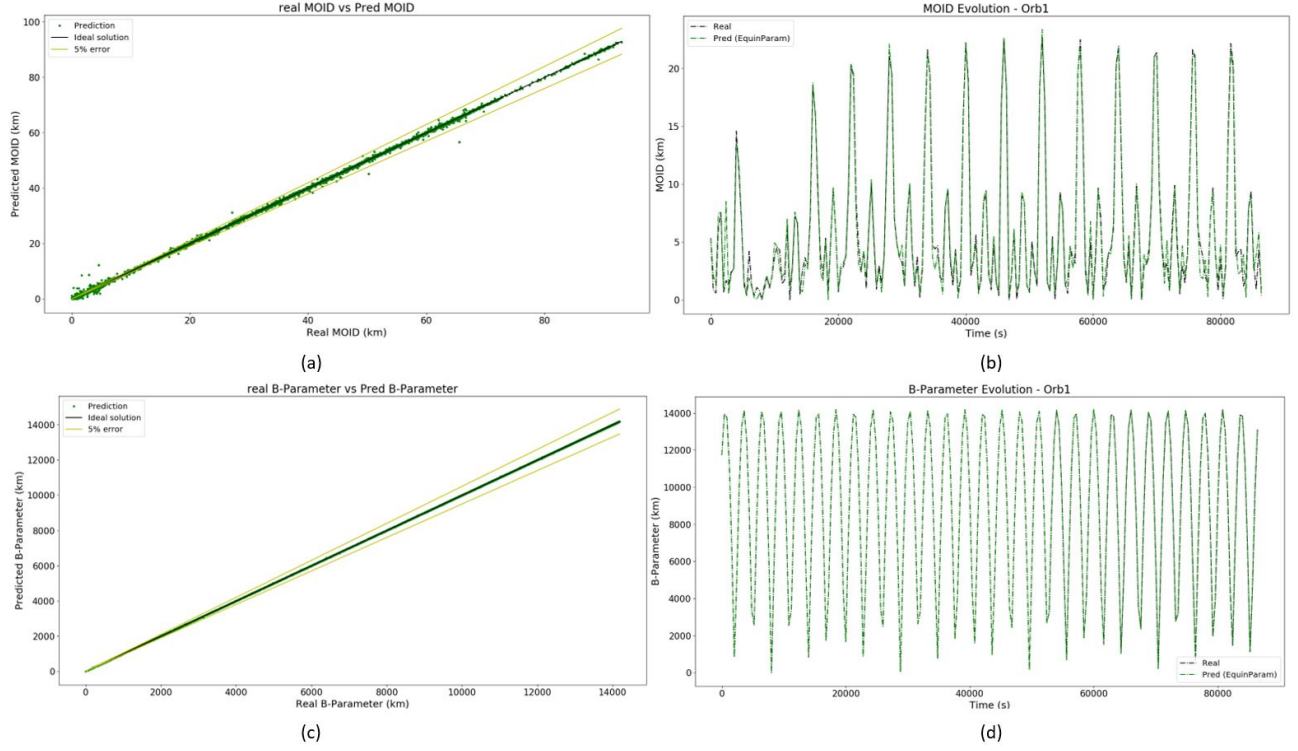 real MOID vs Pred MOID
Prediction
Ideal solution
5% error
100
80
60
40
20
0
Predicted MOID (km)
0 20 40 60 80
Real MOID (km)
(a)
MOID Evolution - Orb1
Real
Pred (EquinParam)
20
15
10
5
0
MOID (km)
0 20000 40000 60000 80000
Time (s)
(b)
real B-Parameter vs Pred B-Parameter
Prediction
Ideal solution
5% error
14000
12000
10000
8000
6000
4000
2000
0
Predicted B-Parameter (km)
0 2000 4000 6000 8000 10000 12000 14000
Real B-Parameter (km)
(c)
B-Parameter Evolution - Orb1
14000
12000
10000
8000
6000
4000
2000
0
B-Parameter (km)
Real
Pred (EquinParam)
0 20000 40000 60000 80000
Time (s)
(d)